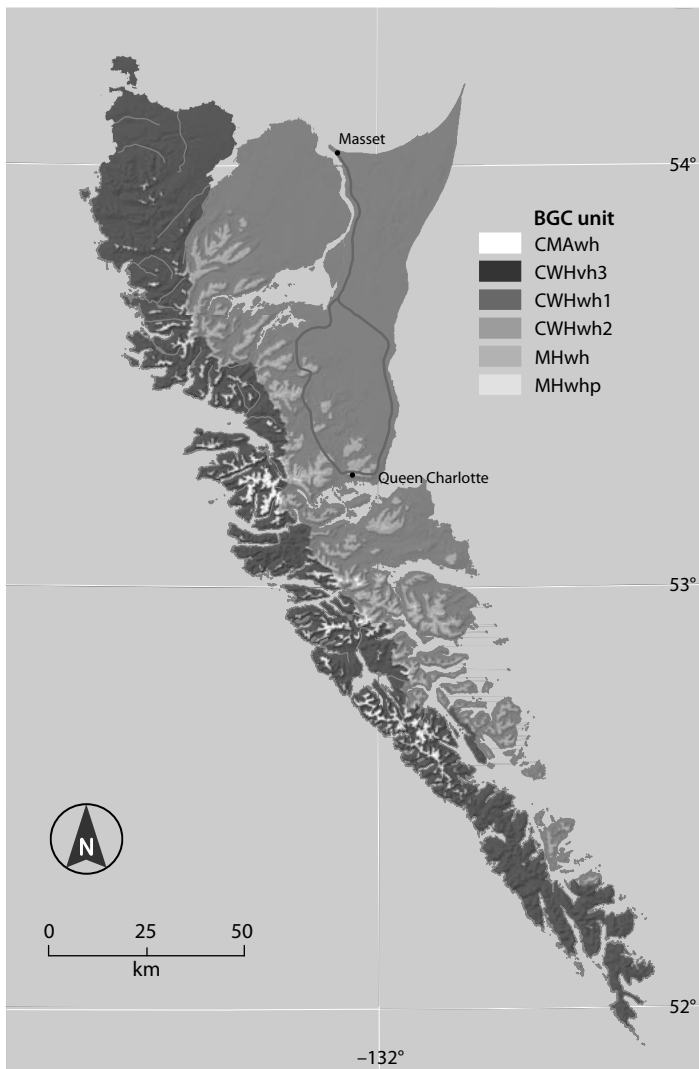 Masset
54°
BGC unit
CMAwh
CWHvh3
CWHwh1
CWHwh2
MHwh
MHwhp
Queen Charlotte
53°
N
0 25 50
km
52°
–132°